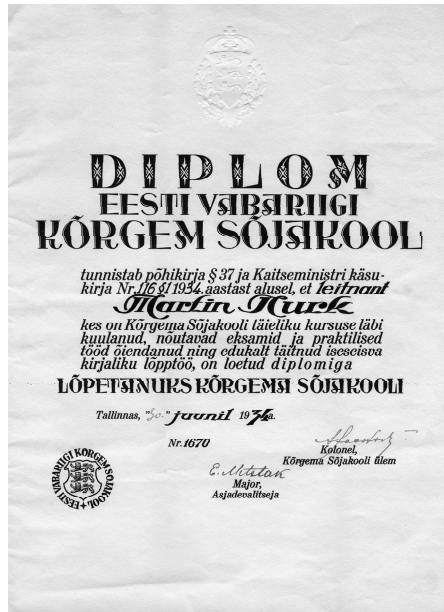 DIPLOM
EESTI VABARIIGI
KÕRGEM SÕJAKOOL
tunnistab põhikirja § 37 ja Kaitseministri käsu-
kirja Nr. 116 §1 1934. aastast alusel, et leitnant
Martin Nurk
kes on Kõrgema Sõjakooli täieliku kursuse läbi
kuulanud, nõutavad eksamid ja praktilised
tööd õiendanud ning edukalt täitnud iseseisva
kirjaliku lõpptöö, on loetud diplomiga
LÕPETANUKS KÕRGEMA SÕJAKOOLI
Tallinnas, "30." juunil 1934a.
Nr. 1670
Kolonel,
Kõrgema Sõjakooli ülem
Major,
Asjadevalitseja
EESTI VABARIIGI KÕRGEM SÕJAKOOL